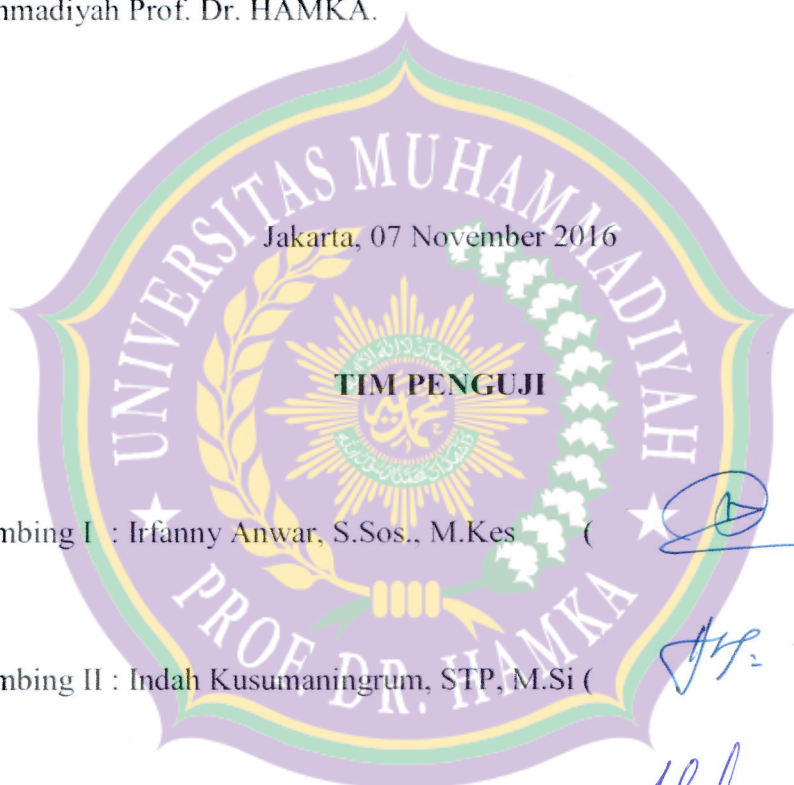 nmadiyah Prof. Dr. HAMKA.
UNIVERSITAS MUHAMMADIYAH
Jakarta, 07 November 2016
TIM PENGUJI
mbing I : Irfanny Anwar, S.Sos., M.Kes (
mbing II : Indah Kusumaningrum, STP, M.Si (
PROF. DR. HAMKA